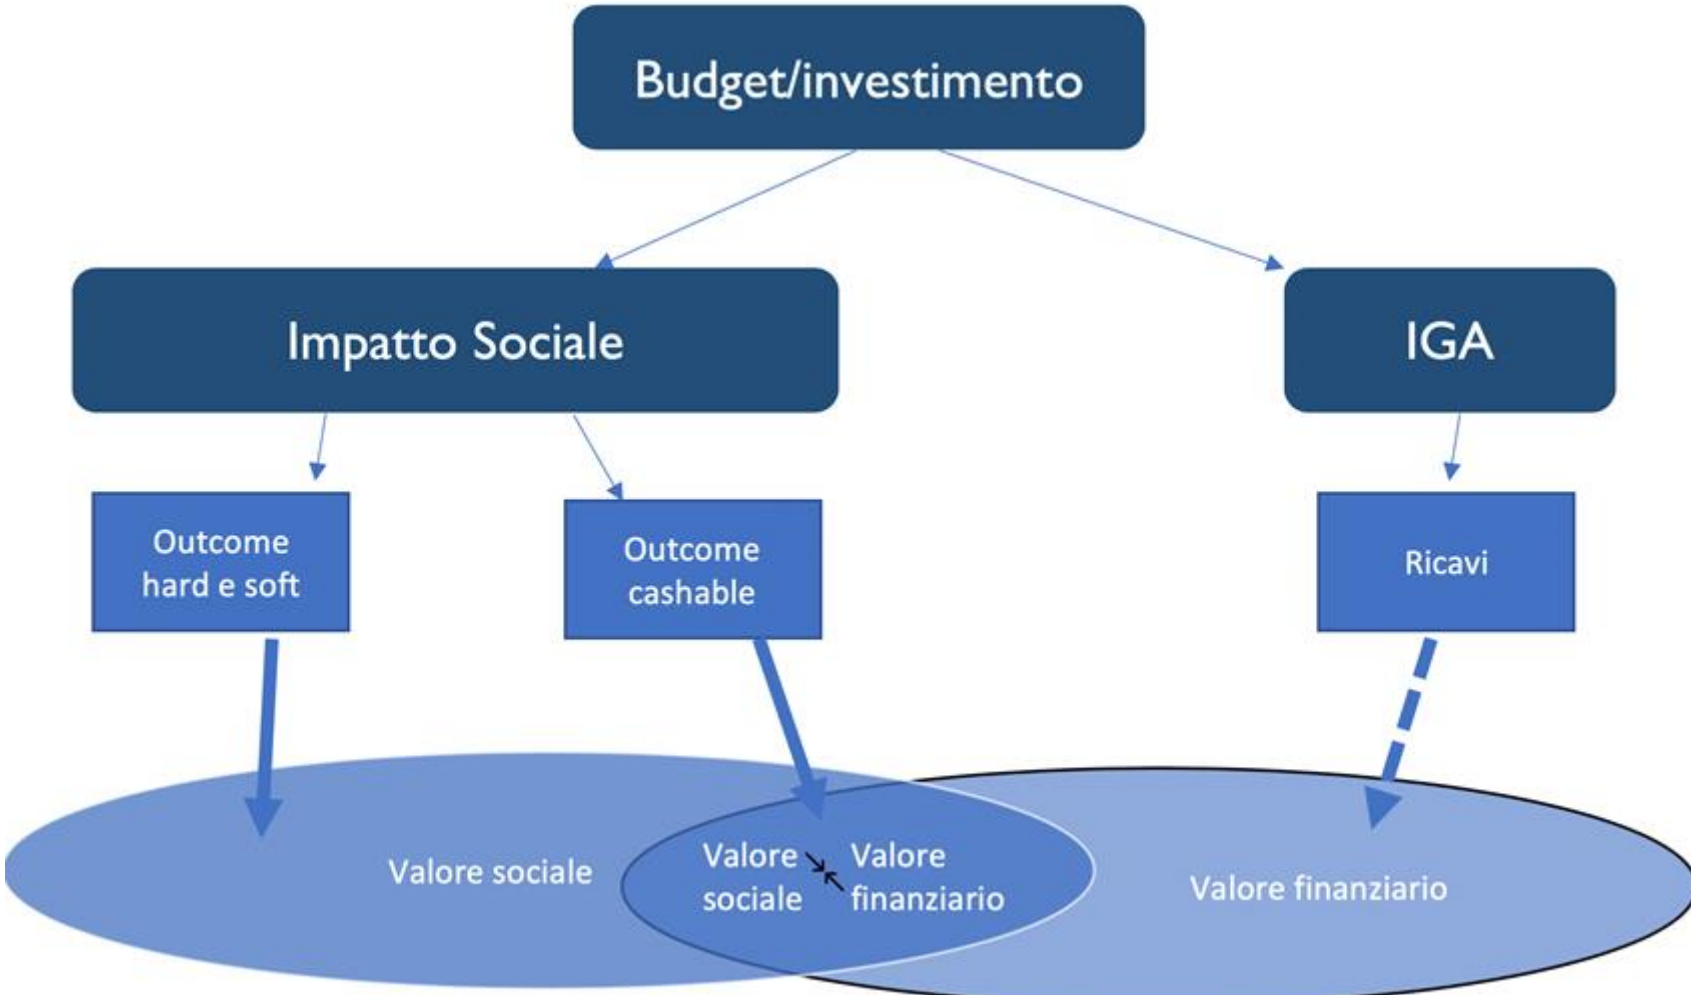 Budget/investimento
Impatto Sociale
IGA
Outcome
hard e soft
Outcome
cashable
Ricavi
Valore sociale
Valore
sociale
Valore
finanziario
Valore finanziario